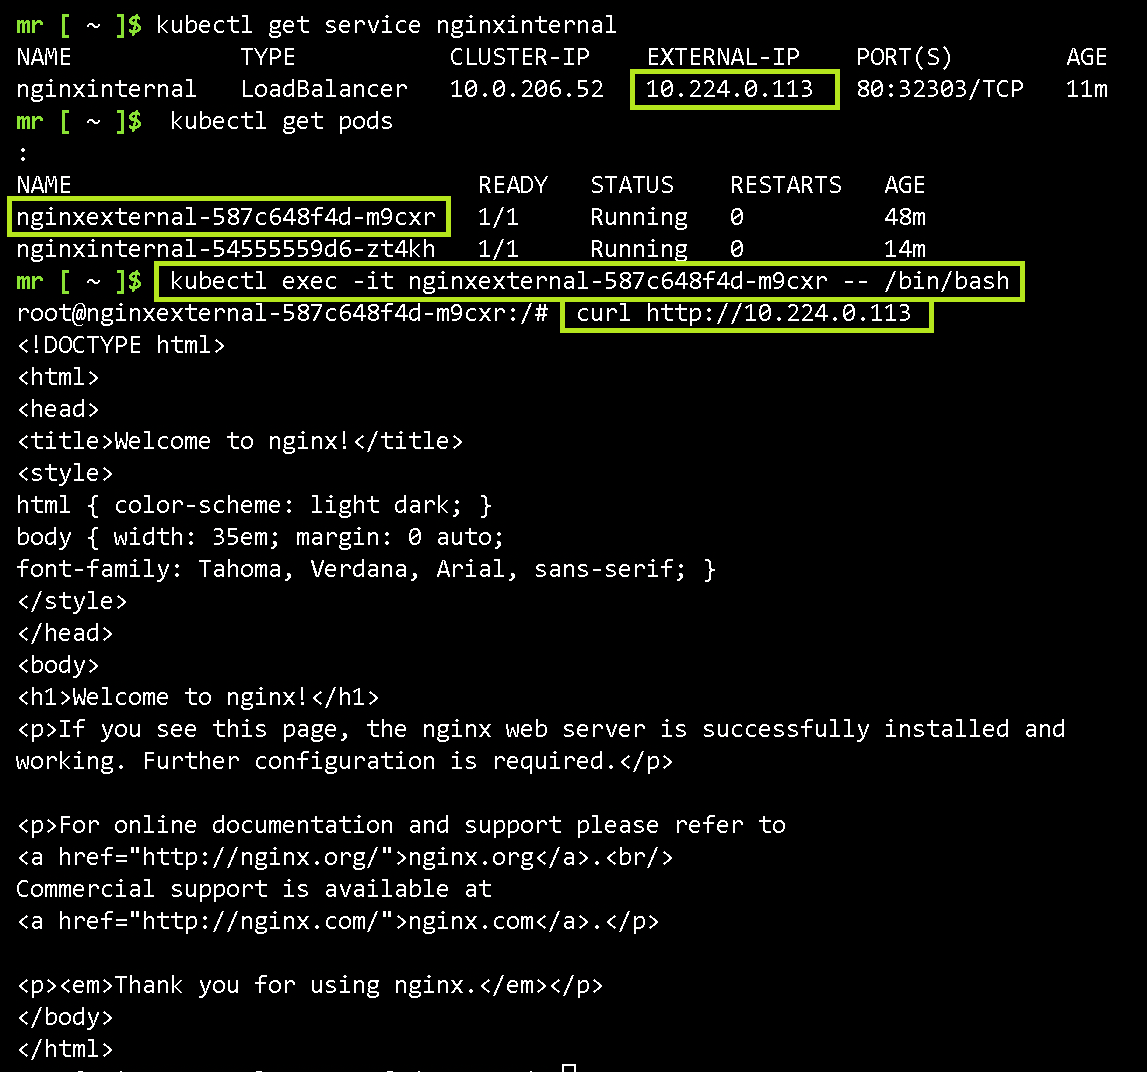 mr [ ~ ]$ kubectl get service nginxinternal
NAME TYPE CLUSTER-IP EXTERNAL-IP PORT(S) AGE
nginxinternal LoadBalancer 10.0.206.52 10.224.0.113 80:32303/TCP 11m
mr [ ~ ]$ kubectl get pods
:
NAME READY STATUS RESTARTS AGE
nginxexternal-587c648f4d-m9cxr 1/1 Running 0 48m
nginxinternal-54555559d6-zt4kh 1/1 Running 0 14m
mr [ ~ ]$ kubectl exec -it nginxexternal-587c648f4d-m9cxr -- /bin/bash
root@nginxexternal-587c648f4d-m9cxr:/# curl http://10.224.0.113
<!DOCTYPE html>
<html>
<head>
<title>Welcome to nginx!</title>
<style>
html { color-scheme: light dark; }
body { width: 35em; margin: 0 auto;
font-family: Tahoma, Verdana, Arial, sans-serif; }
</style>
</head>
<body>
<h1>Welcome to nginx!</h1>
<p>If you see this page, the nginx web server is successfully installed and
working. Further configuration is required.</p>
<p>For online documentation and support please refer to
<a href="http://nginx.org/">nginx.org</a>.<br/>
Commercial support is available at
<a href="http://nginx.com/">nginx.com</a>.</p>
<p><em>Thank you for using nginx.</em></p>
</body>
</html>